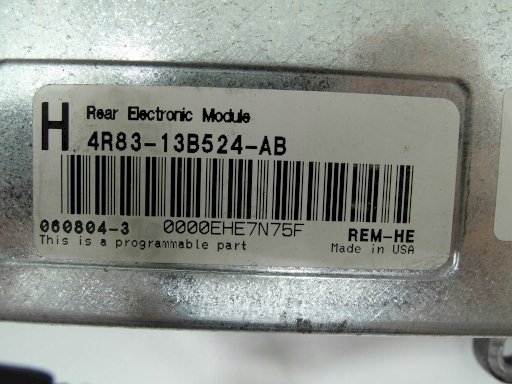 H
Rear Electronic Module
4R83-13B524-AB
060804-3 0000EHE7N75F REM-HE
This is a programmable part Made in USA